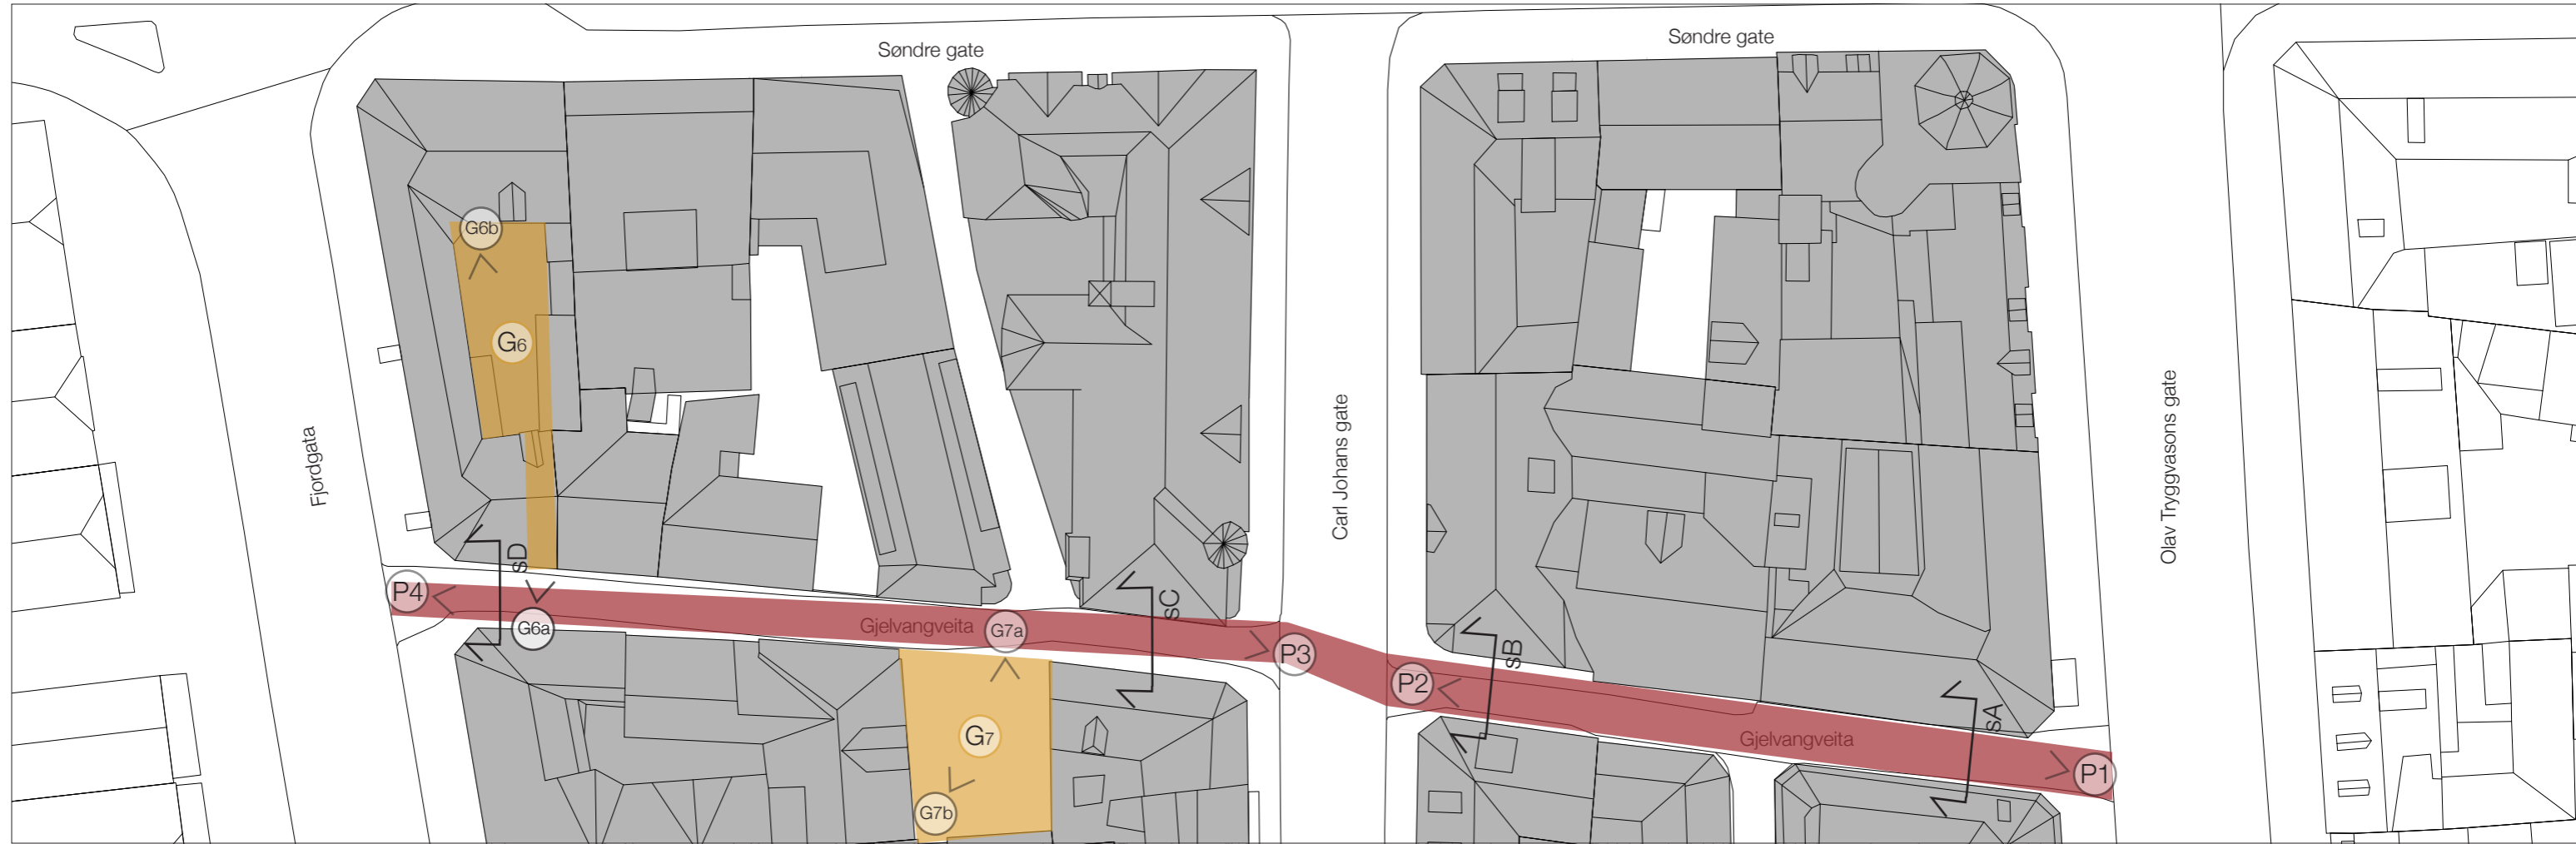 Søndre gate
Søndre gate
G6b
G6
Fjordgata
Carl Johans gate
Olav Tryggvasons gate
sD
P4
G6a
Gjelvangveita
G7a
sC
P3
P2
sB
G7
G7b
Gjelvangveita
sA
P1